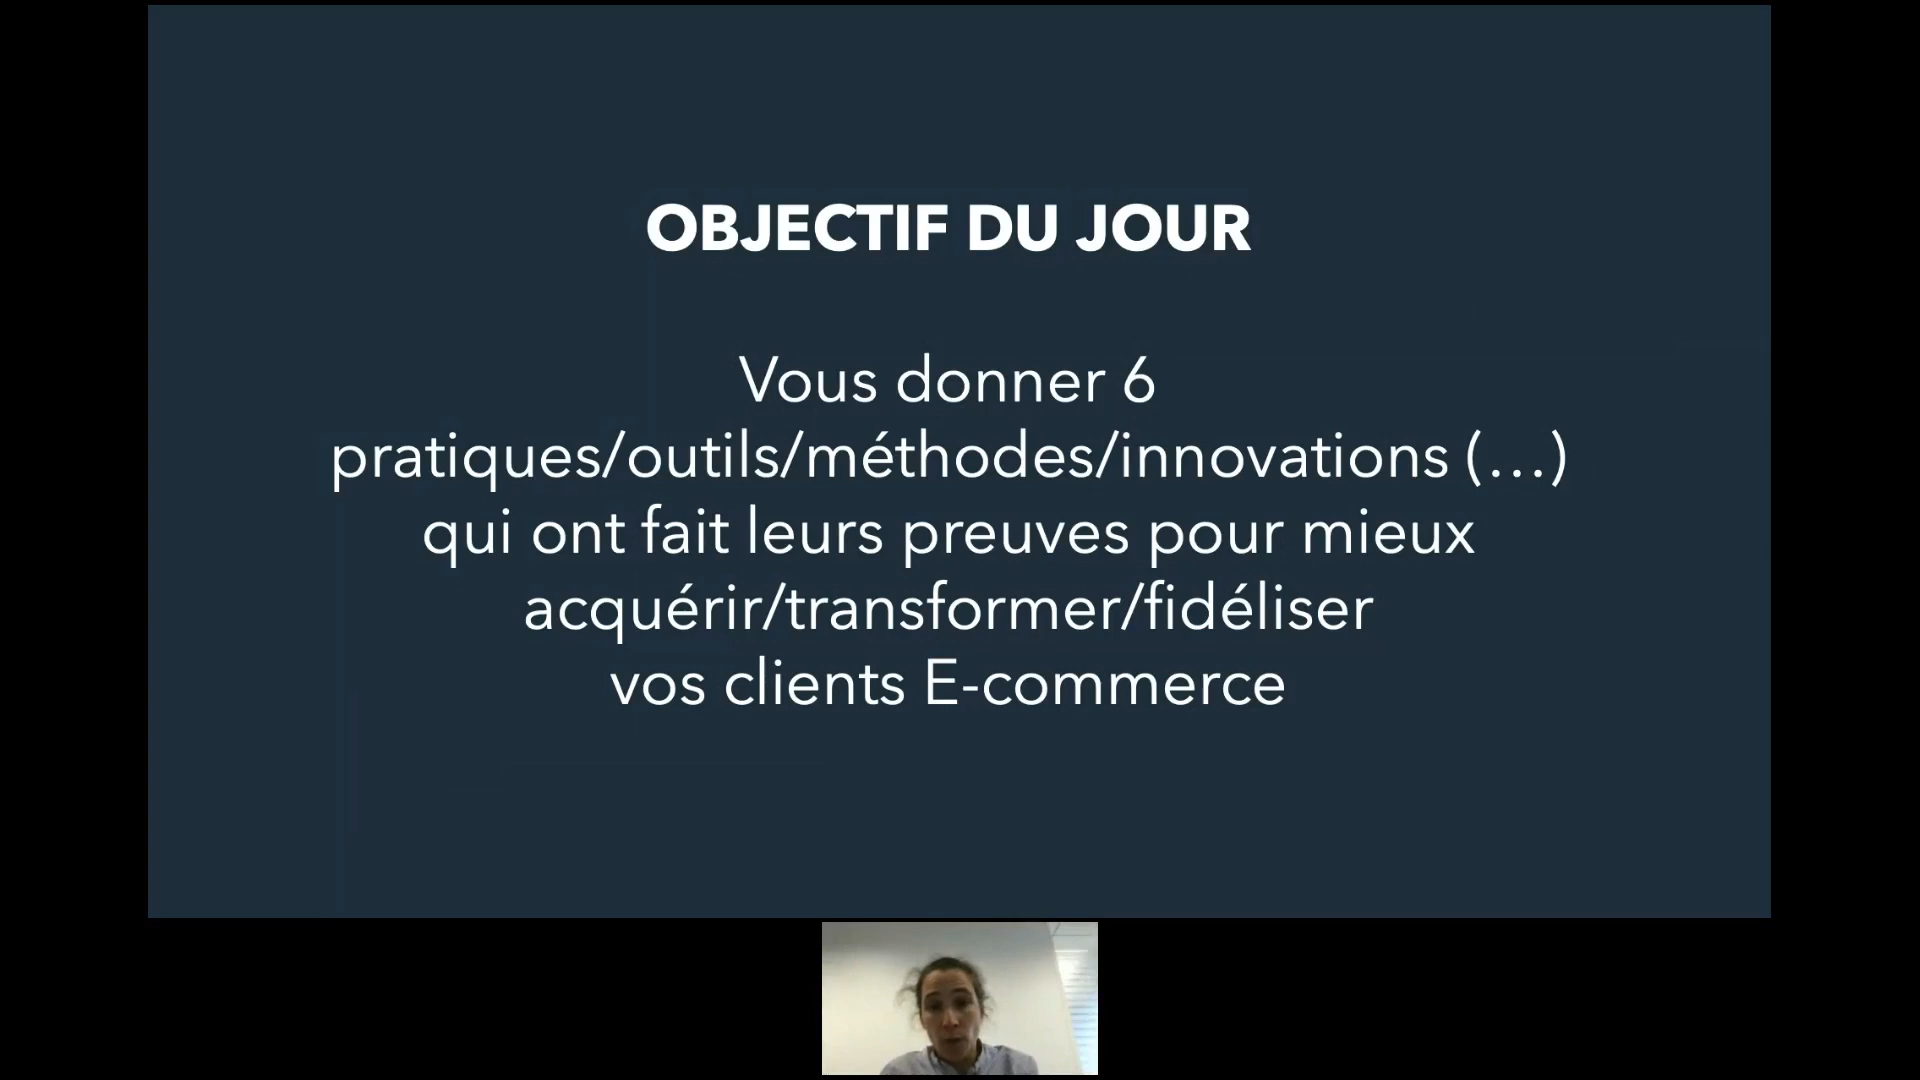 OBJECTIF DU JOUR
Vous donner 6
pratiques/outils/méthodes/innovations (…)
qui ont fait leurs preuves pour mieux
acquérir/transformer/fidéliser
vos clients E-commerce